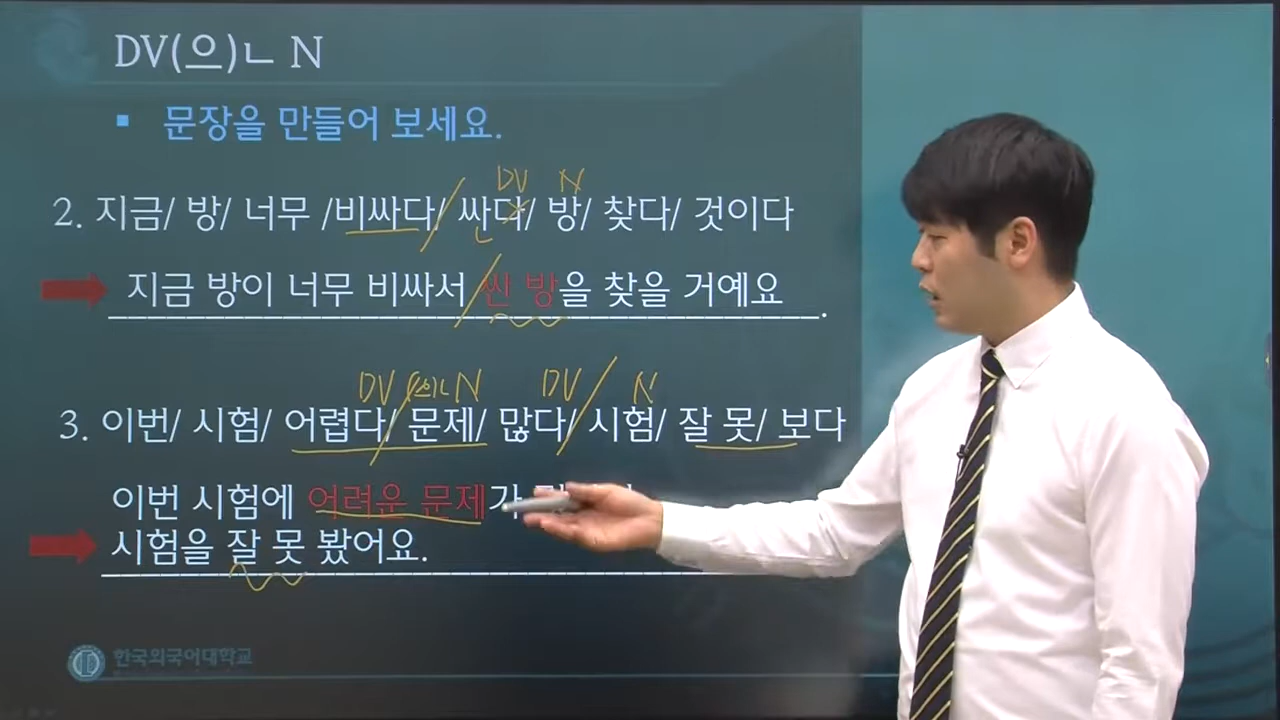 DV(으)ㄴ N
▪ 문장을 만들어 보세요.
DV N
2. 지금/ 방/ 너무 /비싸다/ 싸다/ 방/ 찾다/ 것이다
ㄴ
지금 방이 너무 비싸서 싼 방을 찾을 거예요.
DV (으)ㄴ N DV N
3. 이번/ 시험/ 어렵다/ 문제/ 많다/ 시험/ 잘 못/ 보다
이번 시험에 어려운 문제가
시험을 잘 못 봤어요.
한국외국어대학교